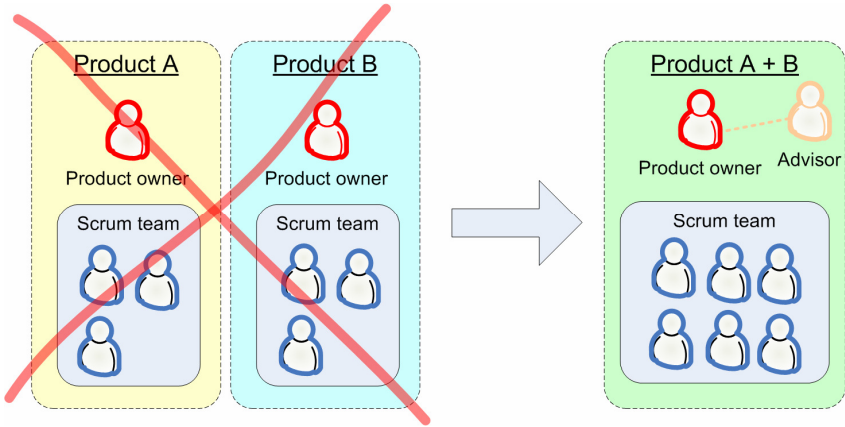 Product A
Product owner
Scrum team
Product B
Product owner
Scrum team
Product A + B
Product owner
Advisor
Scrum team